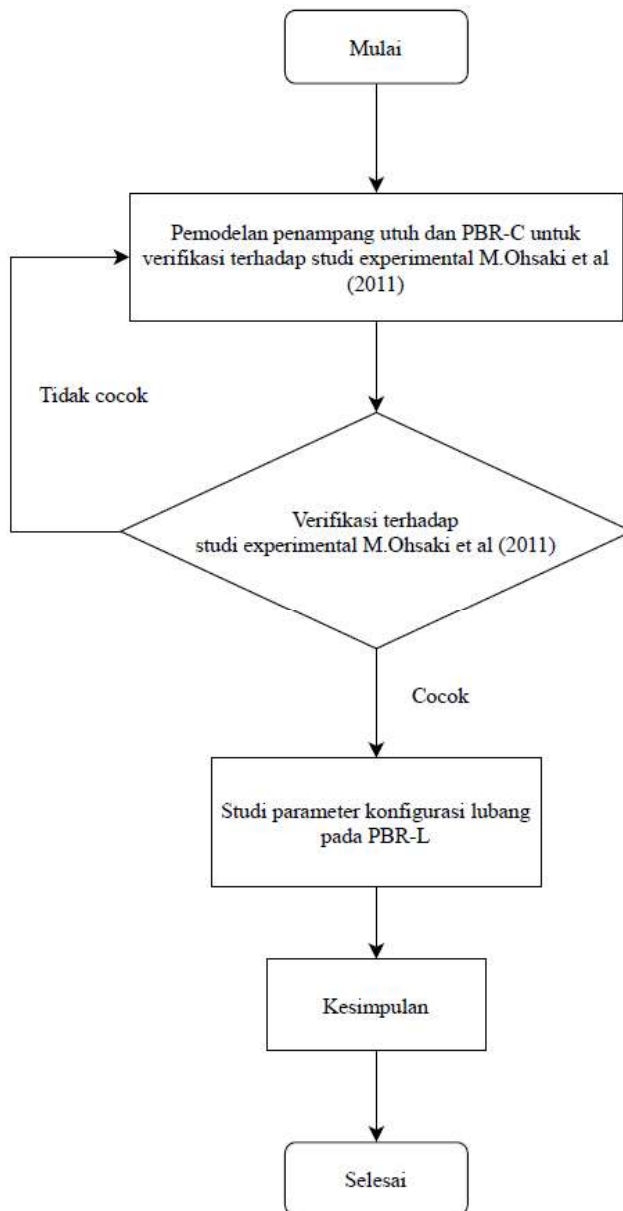 Mulai
Pemodelan penampang utuh dan PBR-C untuk
verifikasi terhadap studi experimental M.Ohsaki et al
(2011)
Tidak cocok
Verifikasi terhadap
studi experimental M.Ohsaki et al (2011)
Cocok
Studi parameter konfigurasi lubang
pada PBR-L
Kesimpulan
Selesai